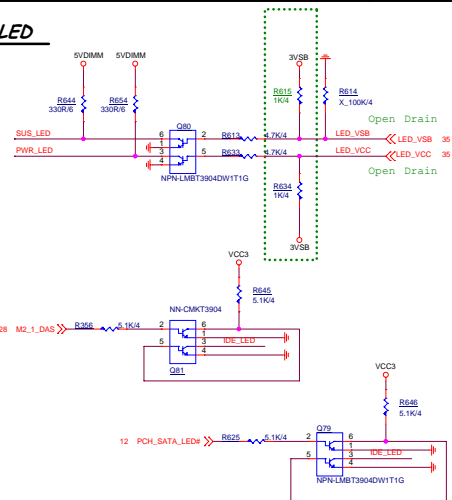 LED
5VDIMM
5VDIMM
3VSB
R644
330R/6
R654
330R/6
R615
1K/4
R614
X_100K/4
Open Drain
Q80
SUS_LED
6
2
R613
4.7K/4
LED_VSB
LED_VSB 35
1
PWR_LED
3
5
R633
4.7K/4
LED_VCC
LED_VCC 35
4
Open Drain
NPN-LMBT3904DW1T1G
R634
1K/4
3VSB
VCC3
R645
5.1K/4
NN-CMKT3904
28 M2_1_DAS
R356
5.1K/4
2
6
1
5
3
IDE_LED
4
Q81
VCC3
R646
5.1K/4
Q79
12 PCH_SATA_LED#
R625
5.1K/4
2
6
1
5
3
IDE_LED
4
NPN-LMBT3904DW1T1G